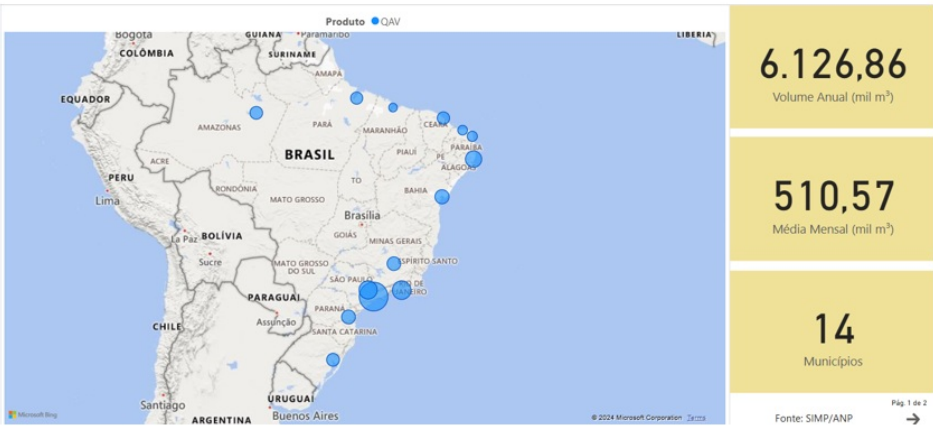 Produto QAV
Bogotá
COLÔMBIA
GUIANA
Paramaribo
SURINAME
LIBERIA
AMAPÁ
EQUADOR
AMAZONAS
PARÁ
MARANHÃO
CEARÁ
PARAÍBA
PE
ALAGOAS
PIAUÍ
ACRE
BRASIL
PERU
Lima
RONDÔNIA
TO
BAHIA
MATO GROSSO
Brasília
La Paz
BOLÍVIA
GOIÁS
MINAS GERAIS
Sucre
MATO GROSSO
DO SUL
ESPÍRITO SANTO
SÃO PAULO
RIO DE
JANEIRO
PARAGUAI
PARANÁ
Assunção
CHILE
SANTA CATARINA
Santiago
URUGUAI
Buenos Aires
ARGENTINA
Microsoft Bing
© 2024 Microsoft Corporation Terms
6.126,86
Volume Anual (mil m³)
510,57
Média Mensal (mil m³)
14
Municípios
Pág. 1 de 2
Fonte: SIMP/ANP